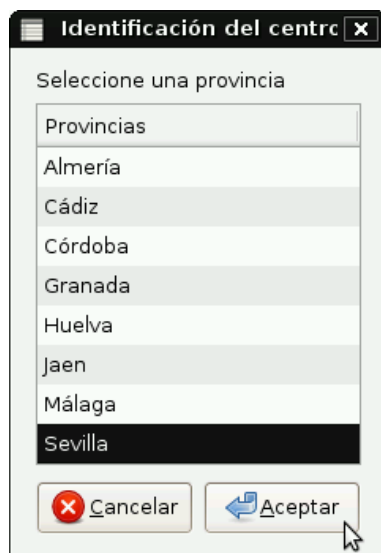 Identificación del centro
Seleccione una provincia
Provincias
Almería
Cádiz
Córdoba
Granada
Huelva
Jaen
Málaga
Sevilla
Cancelar
Aceptar